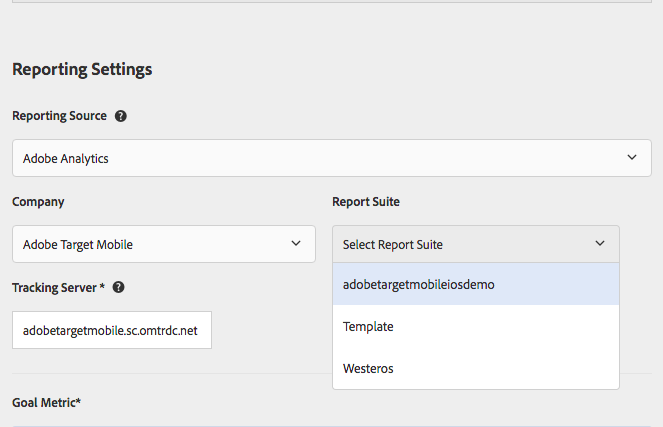 Reporting Settings
Reporting Source ?
Adobe Analytics
Company
Report Suite
Adobe Target Mobile
Select Report Suite
adobetargetmobileiosdemo
Template
Westeros
Tracking Server * ?
adobetargetmobile.sc.omtrdc.net
Goal Metric*